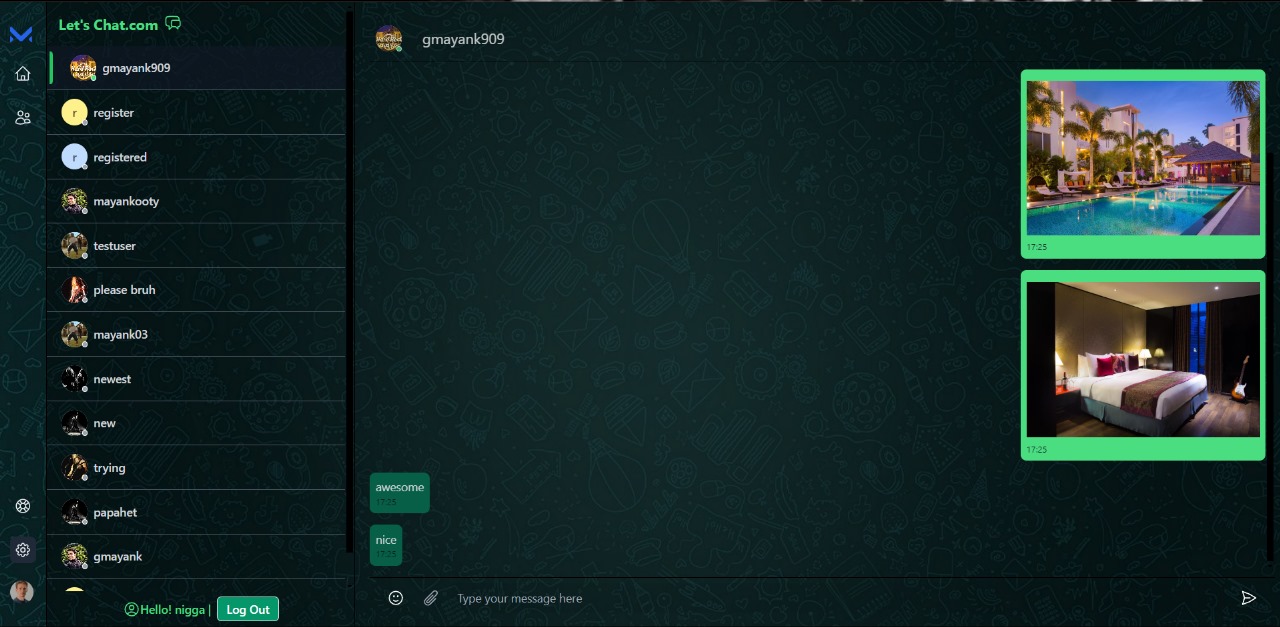 Let's Chat.com
gmayank909
register
registered
mayankooty
testuser
please bruh
mayank03
newest
new
trying
papahet
gmayank
Hello! nigga |
Log Out
gmayank909
17:25
17:25
awesome
17:25
nice
17:25
Type your message here